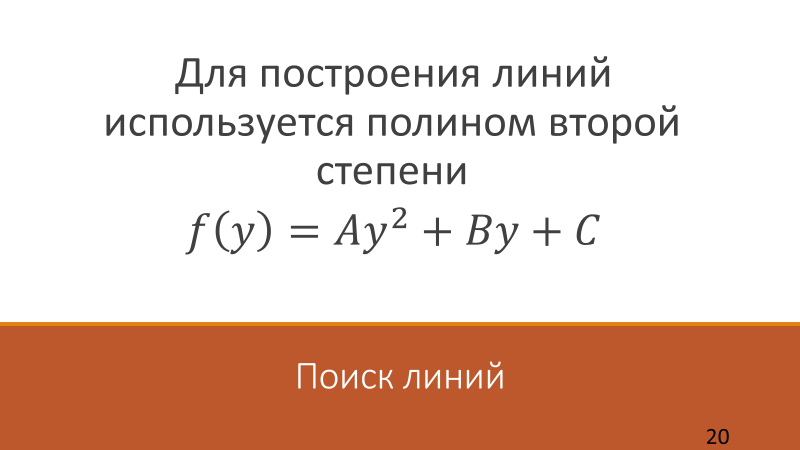 Для построения линий
используется полином второй
степени
𝑓(𝑦) = 𝐴𝑦² + 𝐵𝑦 + 𝐶
Поиск линий
20